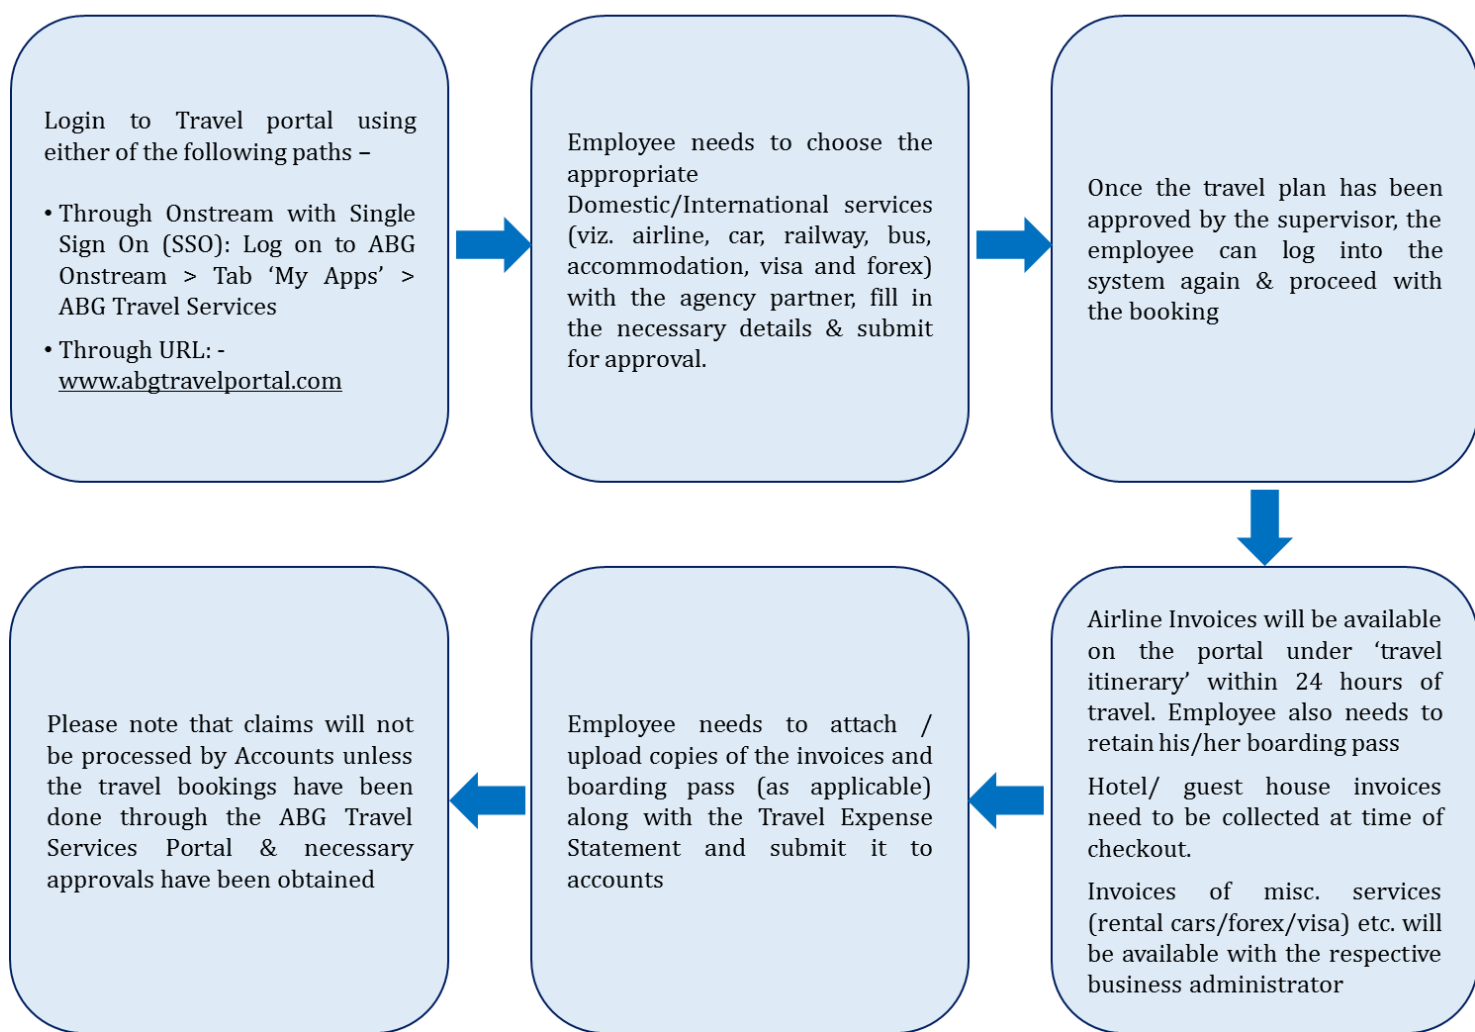 Login to Travel portal using
either of the following paths –
• Through Onstream with Single
Sign On (SSO): Log on to ABG
Onstream > Tab ‘My Apps’ >
ABG Travel Services
• Through URL: -
www.abgtravelportal.com
Employee needs to choose the
appropriate
Domestic/International services
(viz. airline, car, railway, bus,
accommodation, visa and forex)
with the agency partner, fill in
the necessary details & submit
for approval.
Once the travel plan has been
approved by the supervisor, the
employee can log into the
system again & proceed with
the booking
Airline Invoices will be available
on the portal under ‘travel
itinerary’ within 24 hours of
travel. Employee also needs to
retain his/her boarding pass
Hotel/ guest house invoices
need to be collected at time of
checkout.
Invoices of misc. services
(rental cars/forex/visa) etc. will
be available with the respective
business administrator
Employee needs to attach /
upload copies of the invoices and
boarding pass (as applicable)
along with the Travel Expense
Statement and submit it to
accounts
Please note that claims will not
be processed by Accounts unless
the travel bookings have been
done through the ABG Travel
Services Portal & necessary
approvals have been obtained